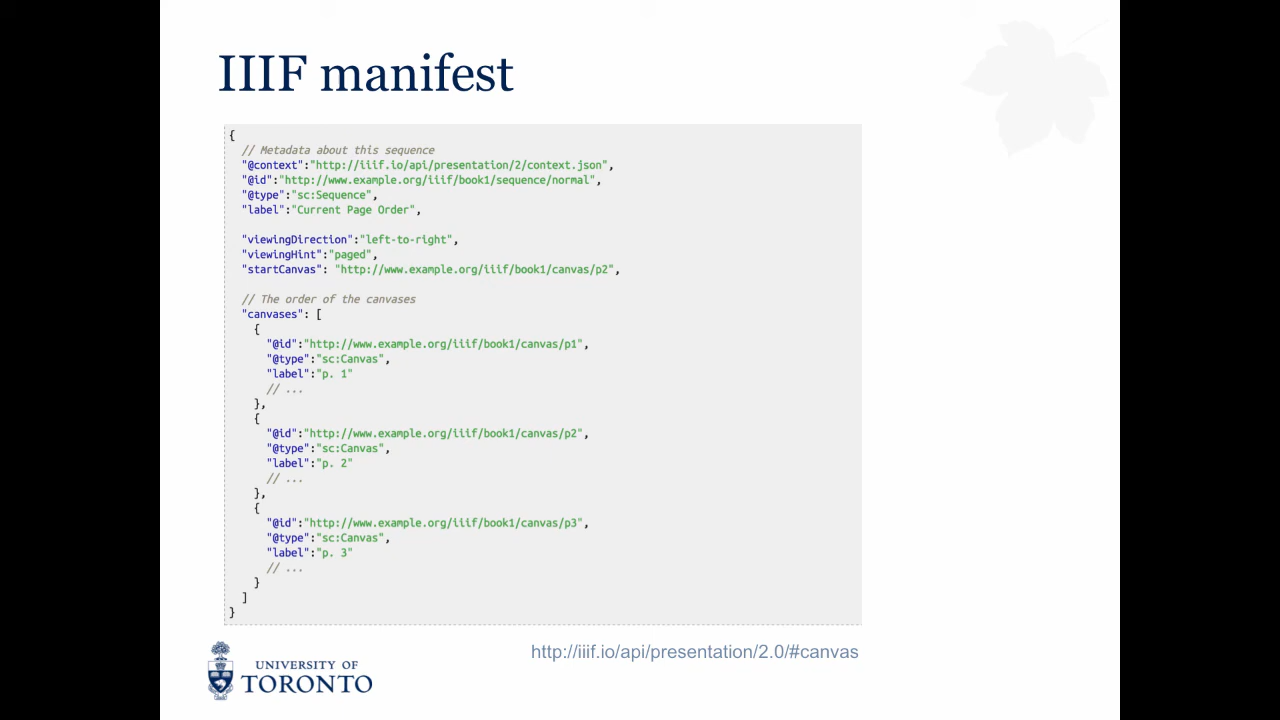 IIIF manifest
{
// Metadata about this sequence
"@context":"http://iiif.io/api/presentation/2/context.json",
"@id":"http://www.example.org/iiif/book1/sequence/normal",
"@type":"sc:Sequence",
"label":"Current Page Order",
"viewingDirection":"left-to-right",
"viewingHint":"paged",
"startCanvas": "http://www.example.org/iiif/book1/canvas/p2",
// The order of the canvases
"canvases": [
{
"@id":"http://www.example.org/iiif/book1/canvas/p1",
"@type":"sc:Canvas",
"label":"p. 1"
// ...
},
{
"@id":"http://www.example.org/iiif/book1/canvas/p2",
"@type":"sc:Canvas",
"label":"p. 2"
// ...
},
{
"@id":"http://www.example.org/iiif/book1/canvas/p3",
"@type":"sc:Canvas",
"label":"p. 3"
// ...
}
]
}
http://iiif.io/api/presentation/2.0/#canvas
UNIVERSITY OF
TORONTO